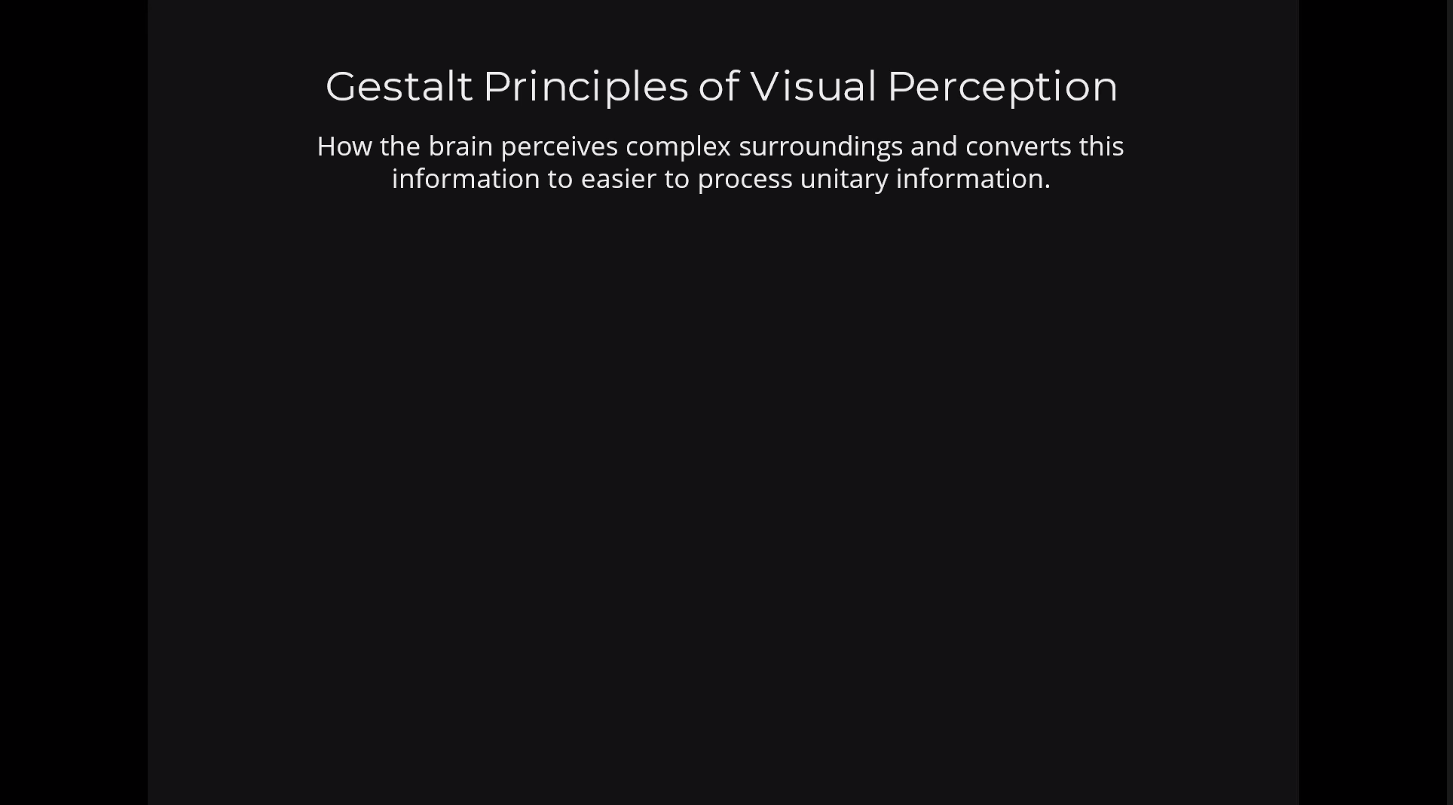 Gestalt Principles of Visual Perception
How the brain perceives complex surroundings and converts this
information to easier to process unitary information.